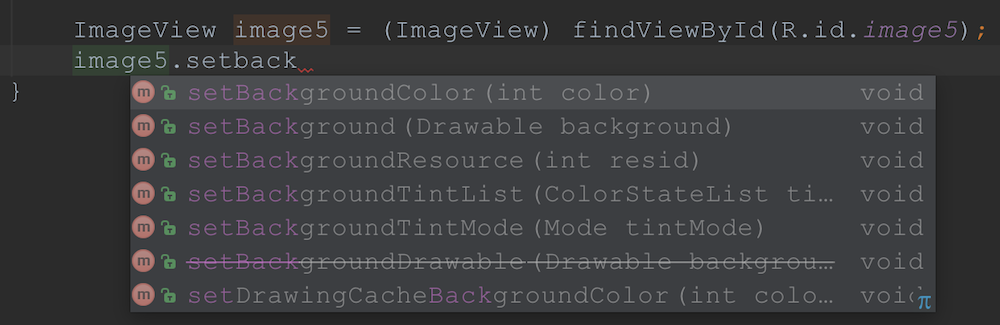 ImageView image5 = (ImageView) findViewById(R.id.image5);
image5.setback
}
m setBackgroundColor(int color) void
m setBackground(Drawable background) void
m setBackgroundResource(int resid) void
m setBackgroundTintList(ColorStateList ti… void
m setBackgroundTintMode(Mode tintMode) void
m setBackgroundDrawable(Drawable backgrou… void
m setDrawingCacheBackgroundColor(int colo… void
π